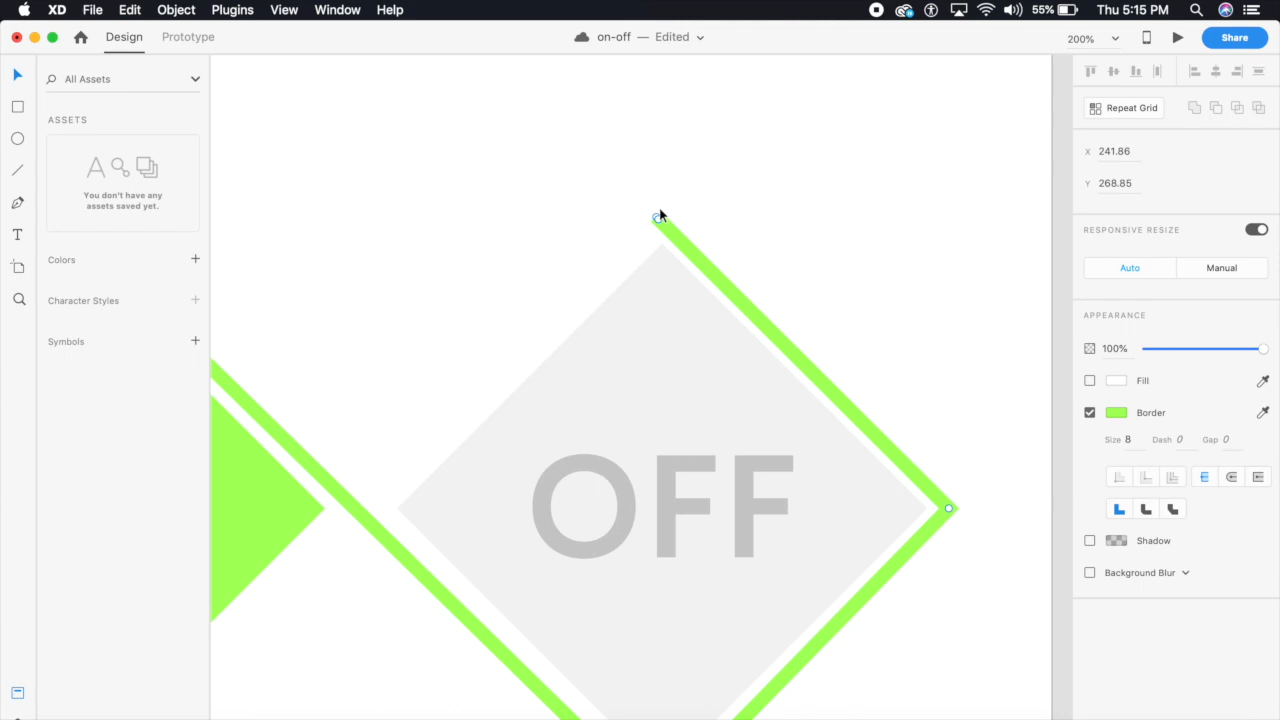 XD File Edit Object Plugins View Window Help 55% Thu 5:15 PM
Design Prototype on-off — Edited 200% Share
All Assets
ASSETS
You don't have any
assets saved yet.
Colors
Character Styles
Symbols
OFF
Repeat Grid
X 241.86
Y 268.85
RESPONSIVE RESIZE
Auto Manual
APPEARANCE
100%
Fill
Border
Size 8 Dash 0 Gap 0
Shadow
Background Blur